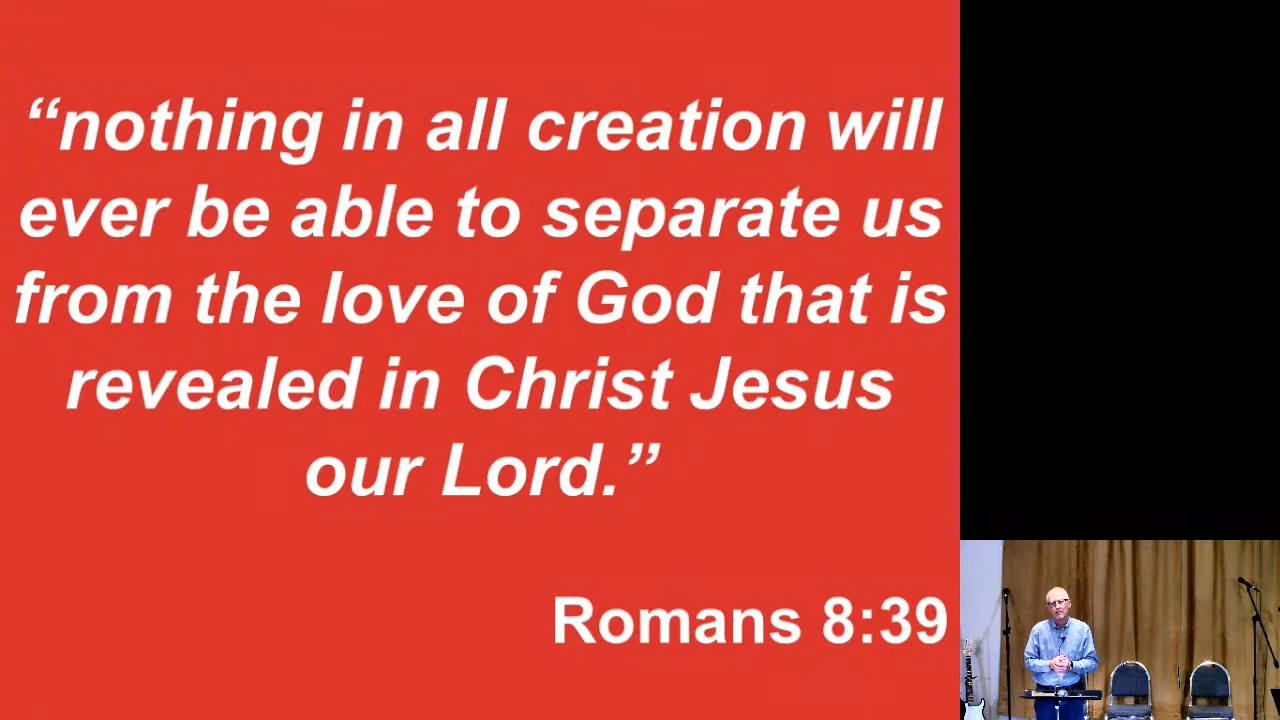 “nothing in all creation will
ever be able to separate us
from the love of God that is
revealed in Christ Jesus
our Lord.”
Romans 8:39